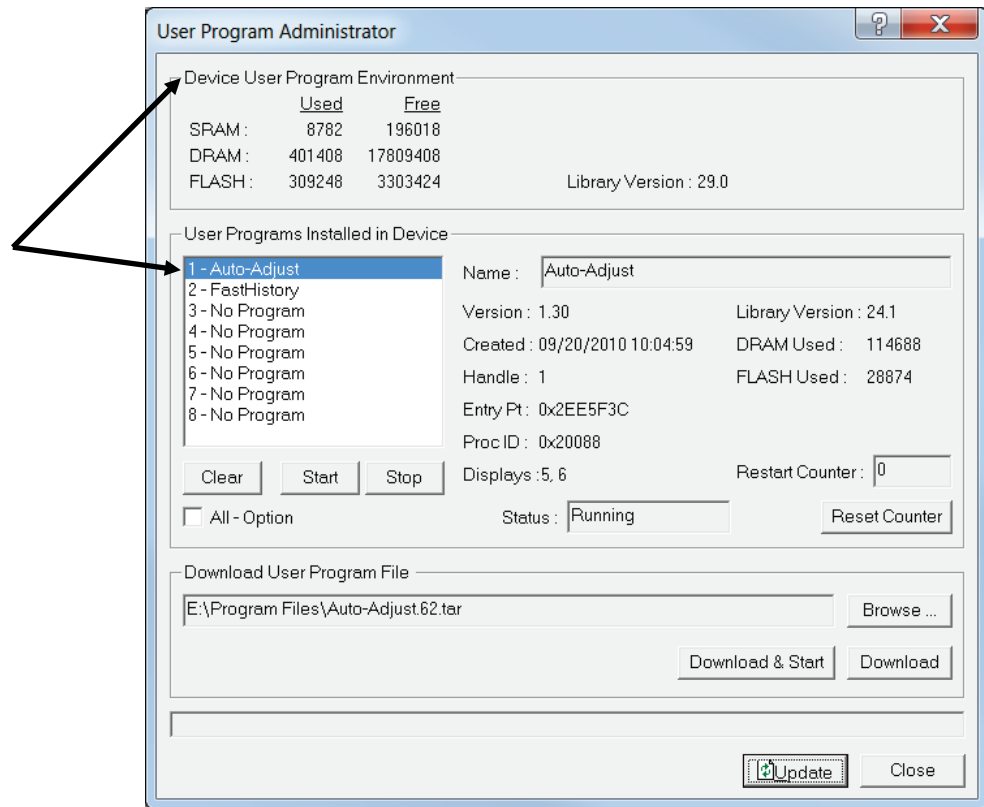 User Program Administrator
Device User Program Environment
Used Free
SRAM : 8782 196018
DRAM : 401408 17809408
FLASH : 309248 3303424 Library Version : 29.0
User Programs Installed in Device
1 - Auto-Adjust
2 - FastHistory
3 - No Program
4 - No Program
5 - No Program
6 - No Program
7 - No Program
8 - No Program
Name : Auto-Adjust
Version : 1.30 Library Version : 24.1
Created : 09/20/2010 10:04:59 DRAM Used : 114688
Handle : 1 FLASH Used : 28874
Entry Pt : 0x2EE5F3C
Proc ID : 0x20088
Displays :5, 6 Restart Counter : 0
Clear Start Stop
All - Option Status : Running Reset Counter
Download User Program File
E:\Program Files\Auto-Adjust.62.tar Browse ...
Download & Start Download
Update Close